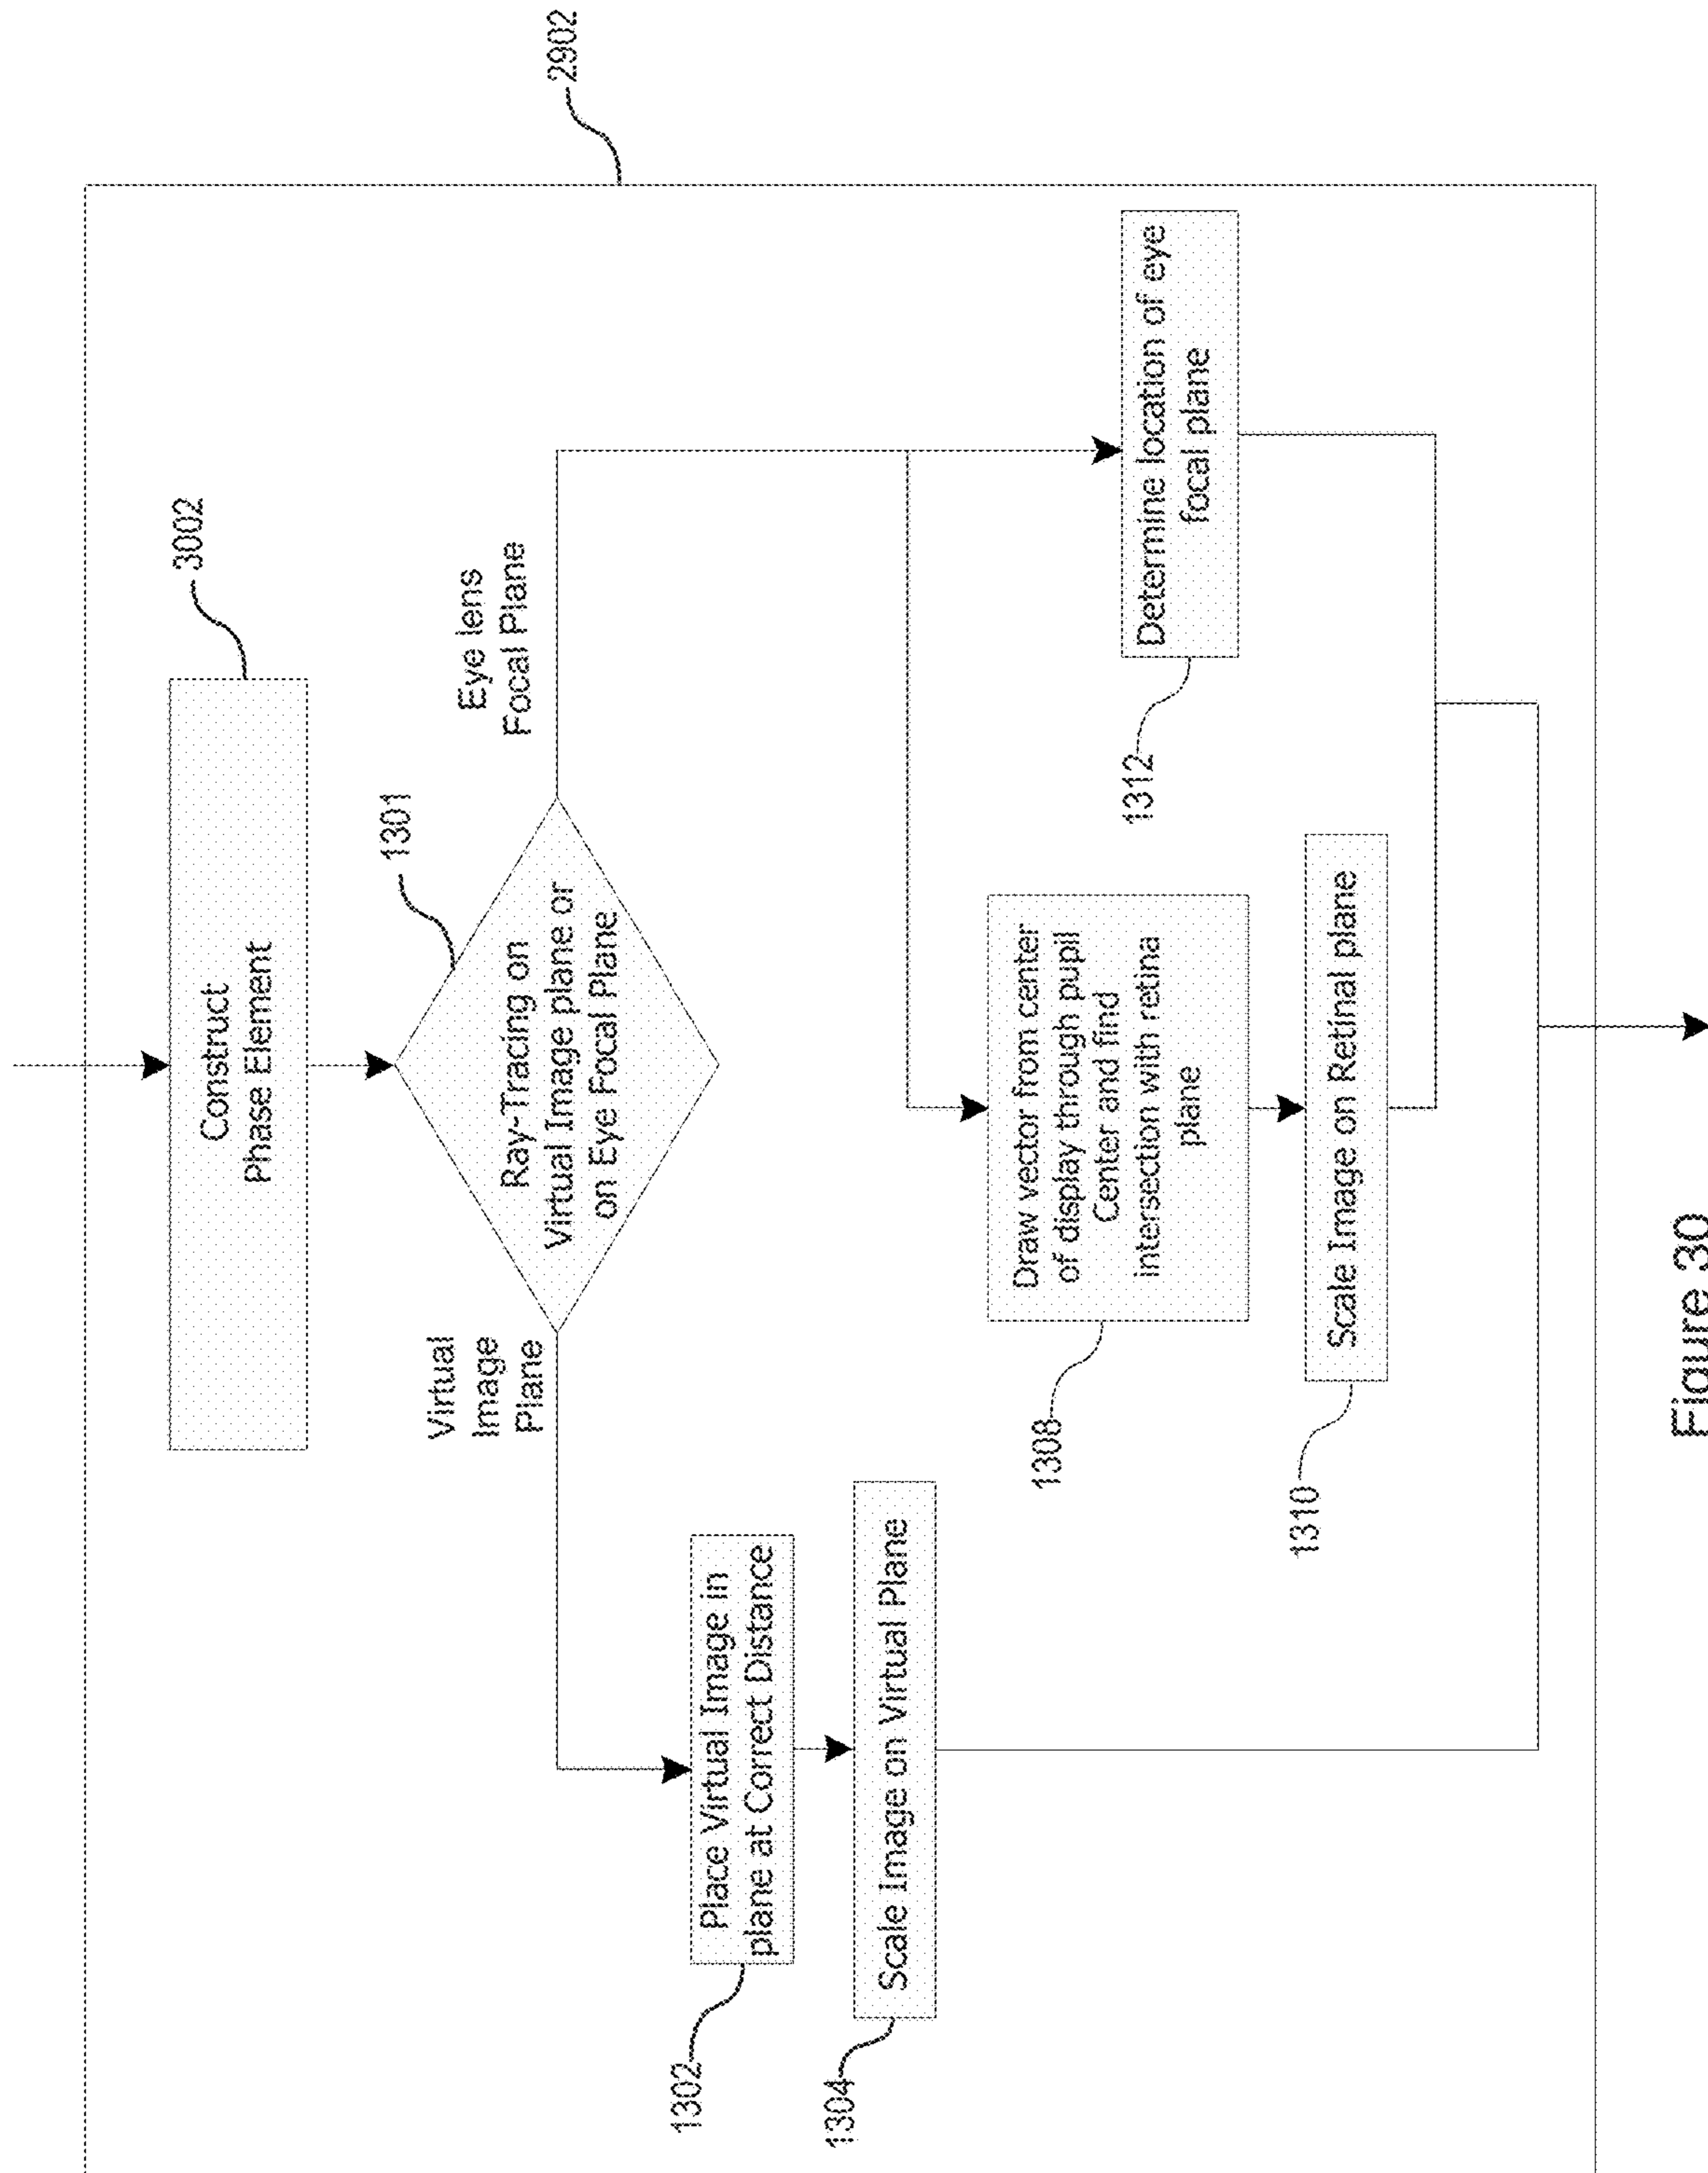 2902
3002
Construct
Phase Element
1301
Ray-Tracing on
Virtual Image plane or
on Eye Focal Plane
Virtual
Image
Plane
Eye lens
Focal Plane
1302
Place Virtual Image in
plane at Correct Distance
1304
Scale Image on Virtual Plane
1308
Draw vector from center
of display through pupil
Center and find
intersection with retina
plane
1310
Scale Image on Retinal plane
1312
Determine location of eye
focal plane
Figure 30